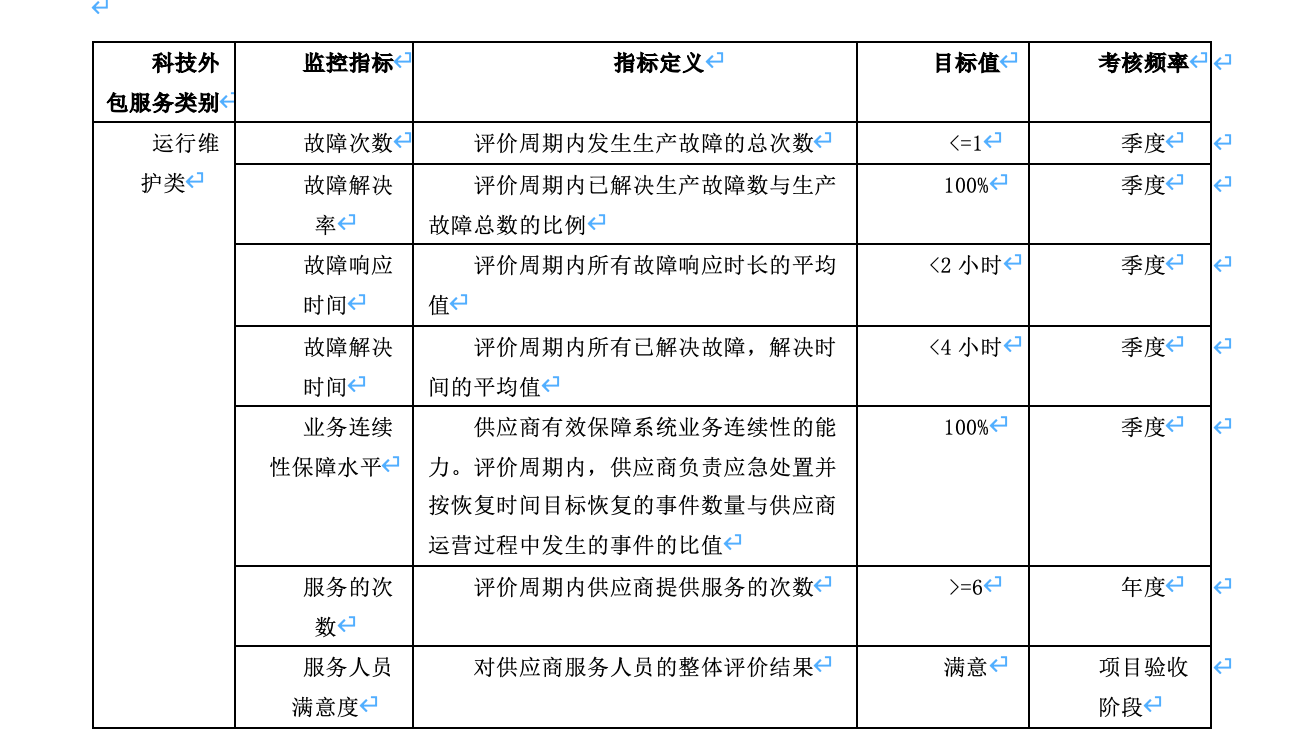 科技外
包服务类别
监控指标
指标定义
目标值
考核频率
运行维
护类
故障次数
评价周期内发生生产故障的总次数
<=1
季度
故障解决
率
评价周期内已解决生产故障数与生产
故障总数的比例
100%
季度
故障响应
时间
评价周期内所有故障响应时长的平均
值
<2 小时
季度
故障解决
时间
评价周期内所有已解决故障，解决时
间的平均值
<4 小时
季度
业务连续
性保障水平
供应商有效保障系统业务连续性的能
力。评价周期内，供应商负责应急处置并
按恢复时间目标恢复的事件数量与供应商
运营过程中发生的事件的比值
100%
季度
服务的次
数
评价周期内供应商提供服务的次数
>=6
年度
服务人员
满意度
对供应商服务人员的整体评价结果
满意
项目验收
阶段